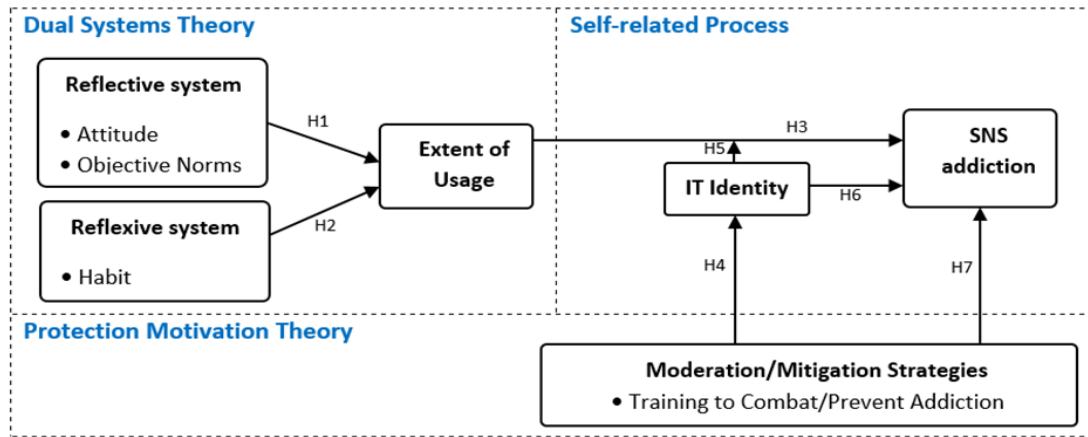 Dual Systems Theory
Self-related Process
Reflective system
• Attitude
• Objective Norms
H1
Extent of
Usage
H3
SNS
addiction
H5
IT Identity
H6
Reflexive system
• Habit
H2
H4
H7
Protection Motivation Theory
Moderation/Mitigation Strategies
• Training to Combat/Prevent Addiction